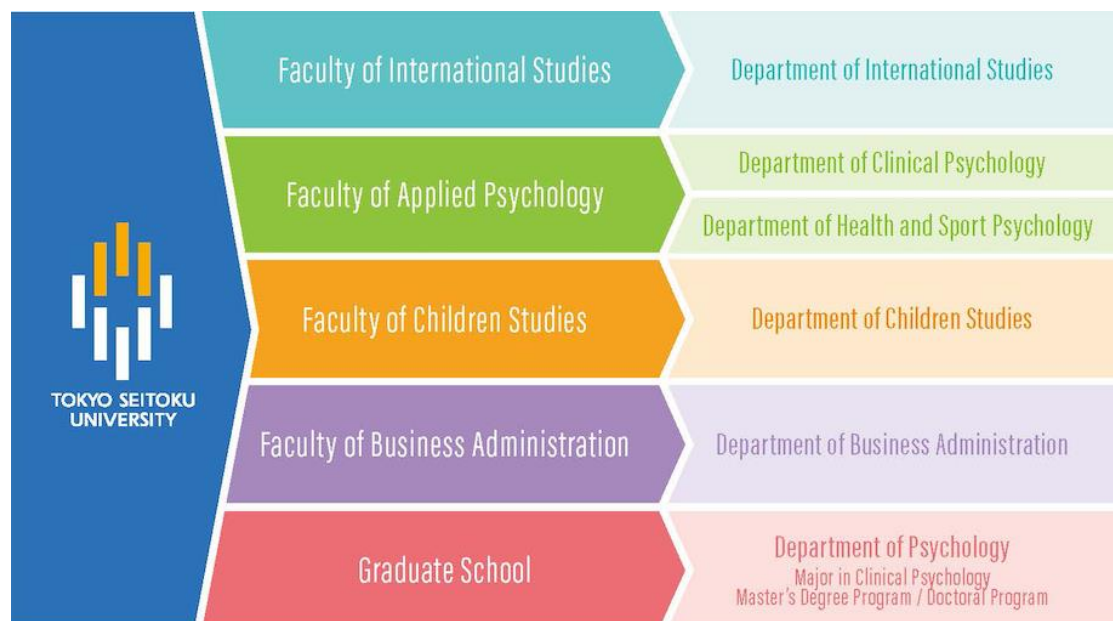 TOKYO SEITOKU
UNIVERSITY
Faculty of International Studies
Department of International Studies
Faculty of Applied Psychology
Department of Clinical Psychology
Department of Health and Sport Psychology
Faculty of Children Studies
Department of Children Studies
Faculty of Business Administration
Department of Business Administration
Graduate School
Department of Psychology
Major in Clinical Psychology
Master's Degree Program / Doctoral Program